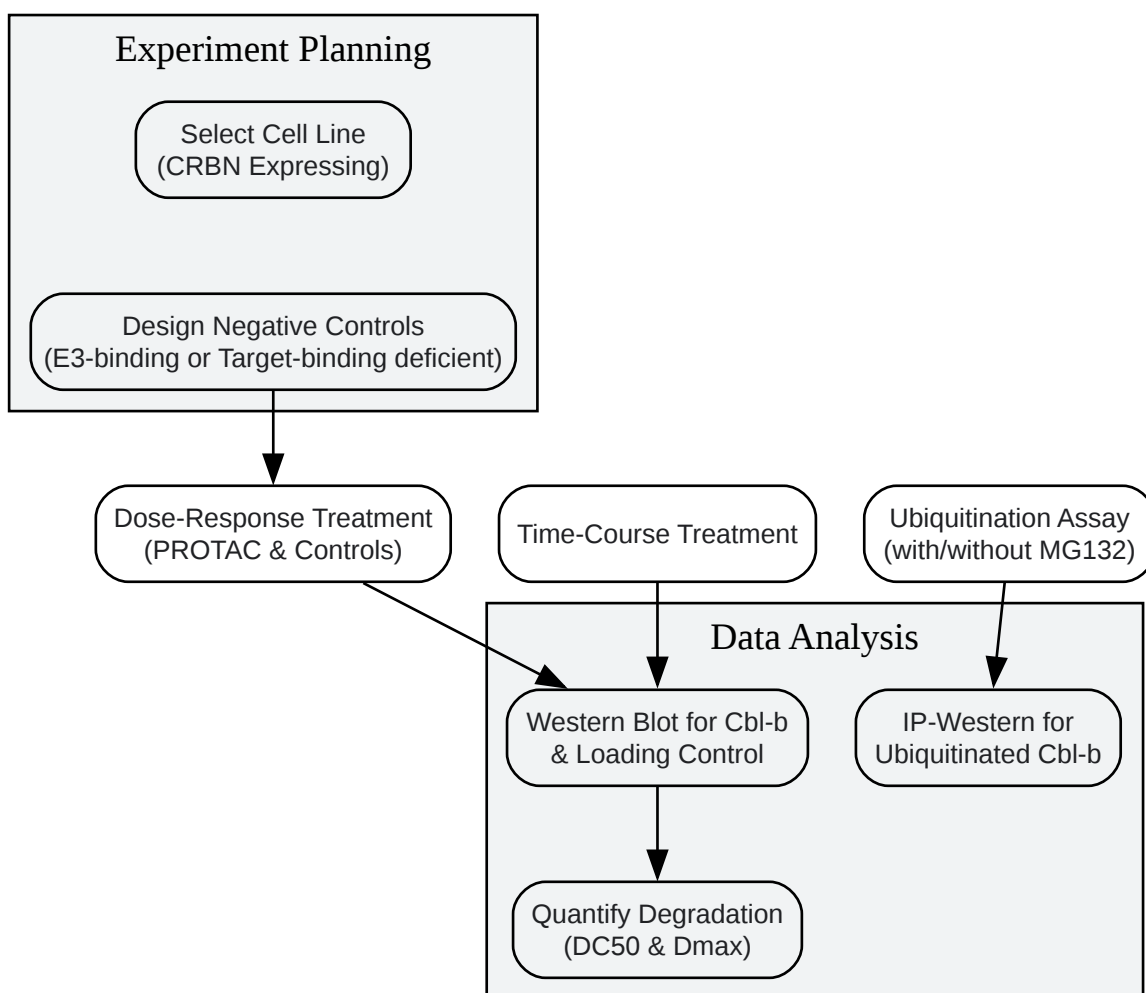 Experiment Planning
Select Cell Line
(CRBN Expressing)
Design Negative Controls
(E3-binding or Target-binding deficient)
Dose-Response Treatment
(PROTAC & Controls)
Time-Course Treatment
Ubiquitination Assay
(with/without MG132)
Data Analysis
Western Blot for Cbl-b
& Loading Control
IP-Western for
Ubiquitinated Cbl-b
Quantify Degradation
(DC50 & Dmax)